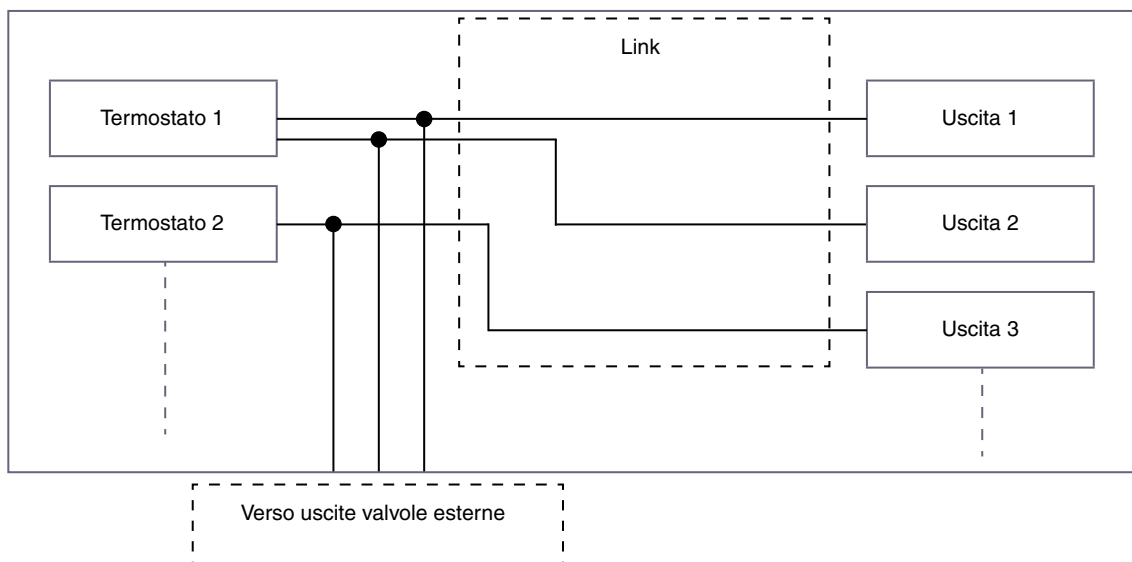 Link
Termostato 1
Uscita 1
Termostato 2
Uscita 2
Uscita 3
Verso uscite valvole esterne